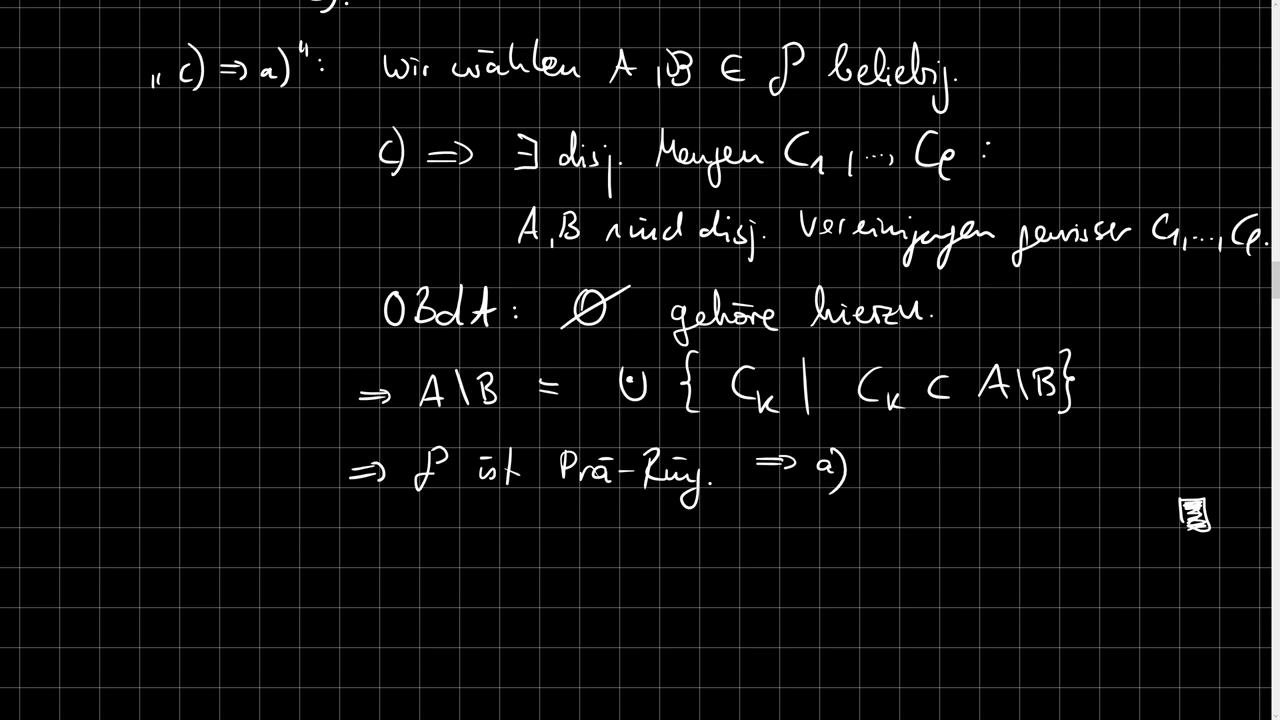 „c) ⇒ a)“: Wir wählen A, B ∈ 𝒫 beliebig.
c) ⇒ ∃ disj. Mengen C₁, ..., Cℓ :
A, B sind disj. Vereinigungen gewisser C₁, ..., Cℓ.
OBdA: ∅ gehöre hierzu.
⇒ A\B = ⨃ { Cₖ | Cₖ ⊂ A\B }
⇒ 𝒫 ist Prä-Ring. ⇒ a)